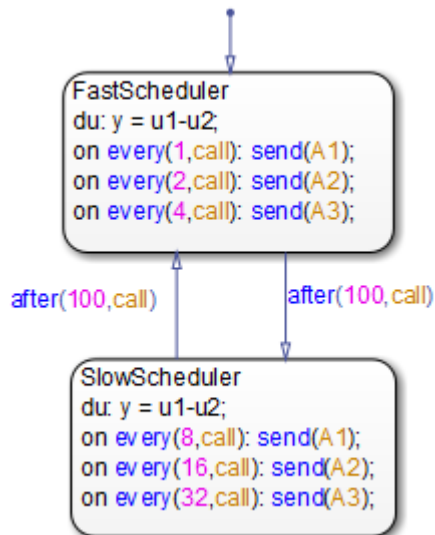 FastScheduler
du: y = u1-u2;
on every(1,call): send(A1);
on every(2,call): send(A2);
on every(4,call): send(A3);
after(100,call)
after(100,call)
SlowScheduler
du: y = u1-u2;
on every(8,call): send(A1);
on every(16,call): send(A2);
on every(32,call): send(A3);